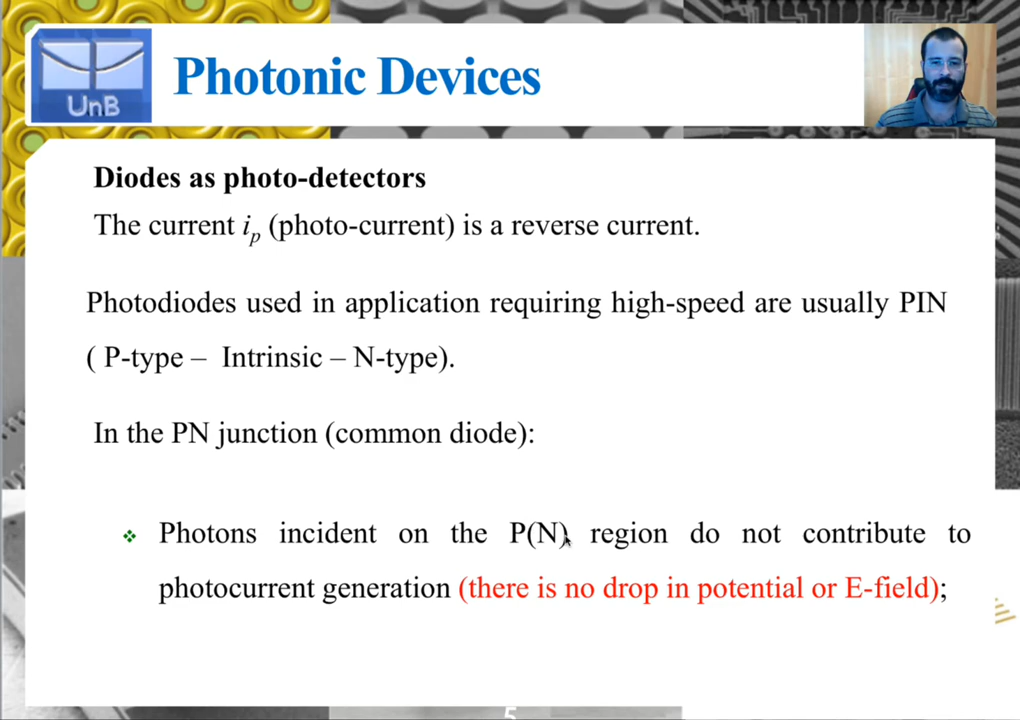 UnB
Photonic Devices
Diodes as photo-detectors
The current ip (photo-current) is a reverse current.
Photodiodes used in application requiring high-speed are usually PIN
( P-type – Intrinsic – N-type).
In the PN junction (common diode):
❖ Photons incident on the P(N) region do not contribute to
photocurrent generation (there is no drop in potential or E-field);
5